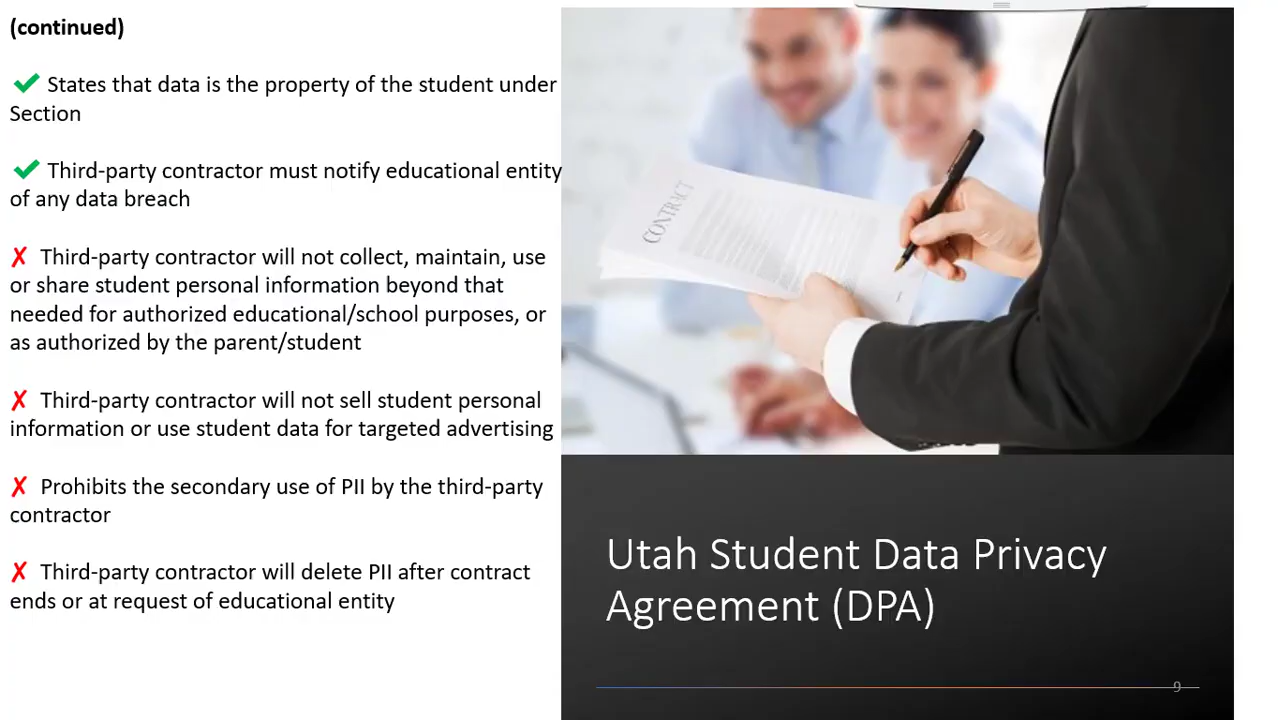 (continued)
✔ States that data is the property of the student under
Section
✔ Third-party contractor must notify educational entity
of any data breach
✗ Third-party contractor will not collect, maintain, use
or share student personal information beyond that
needed for authorized educational/school purposes, or
as authorized by the parent/student
✗ Third-party contractor will not sell student personal
information or use student data for targeted advertising
✗ Prohibits the secondary use of PII by the third-party
contractor
✗ Third-party contractor will delete PII after contract
ends or at request of educational entity
CONTRACT
Utah Student Data Privacy
Agreement (DPA)
9